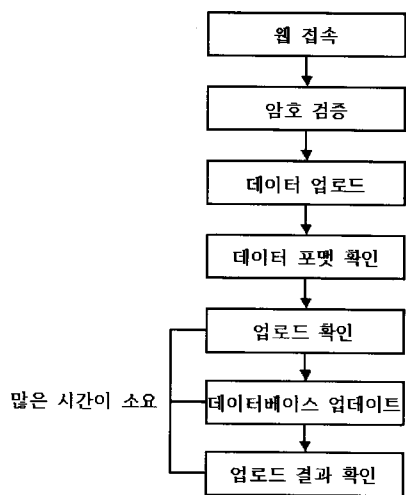 웹 접속
암호 검증
데이터 업로드
데이터 포맷 확인
업로드 확인
많은 시간이 소요
데이터베이스 업데이트
업로드 결과 확인